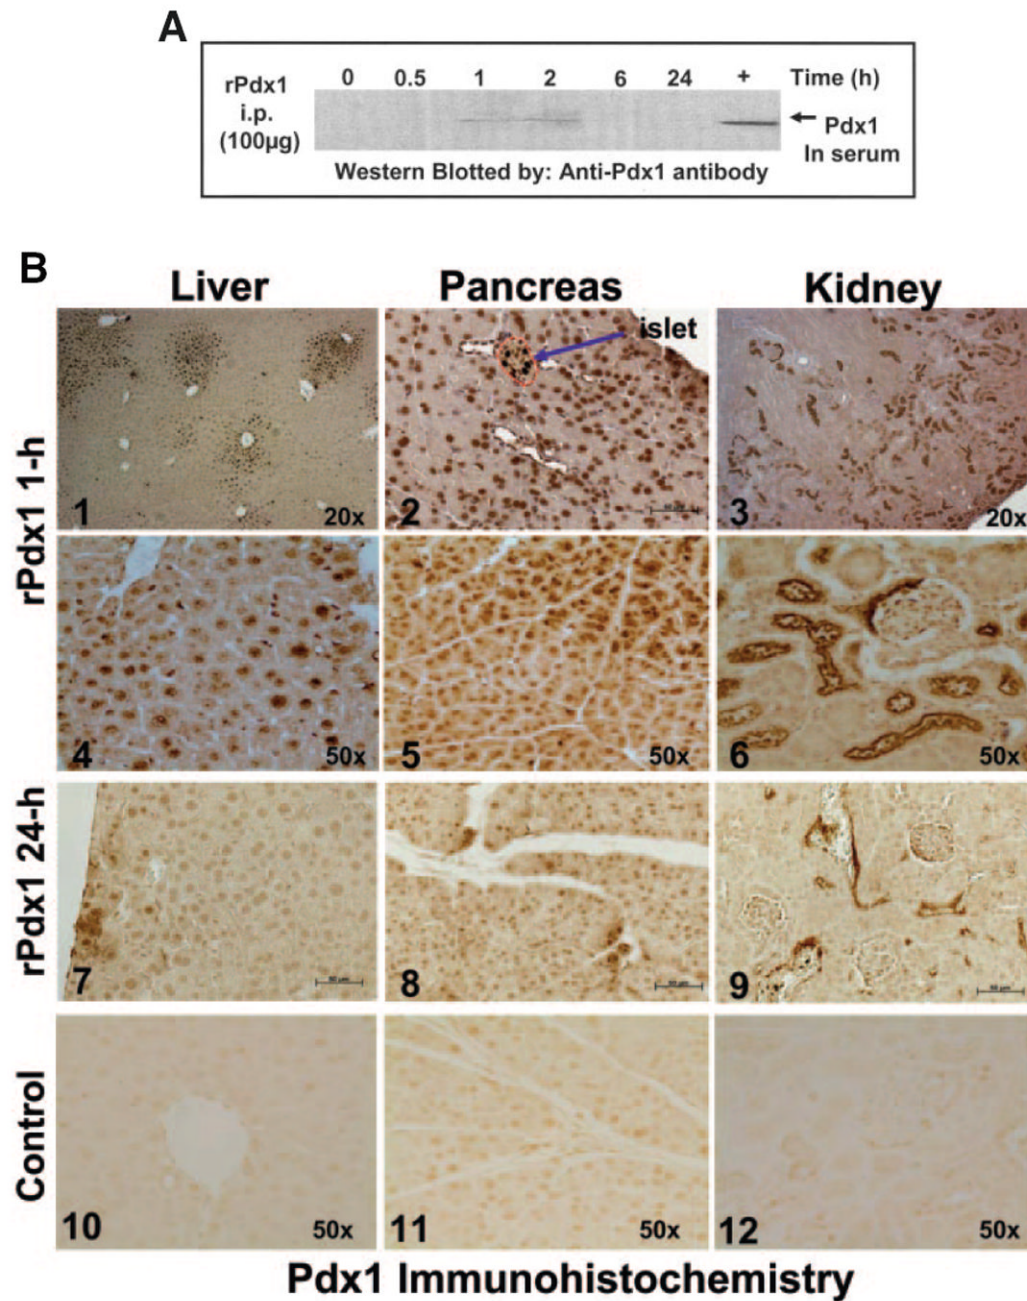 A
rPdx1
i.p.
(100µg)
0 0.5 1 2 6 24 + Time (h)
Pdx1
In serum
Western Blotted by: Anti-Pdx1 antibody
B
Liver Pancreas Kidney
rPdx1 1-h
islet
1 20x
2
3 20x
4 50x
5 50x
6 50x
rPdx1 24-h
7
8
9
Control
10 50x
11 50x
12 50x
Pdx1 Immunohistochemistry